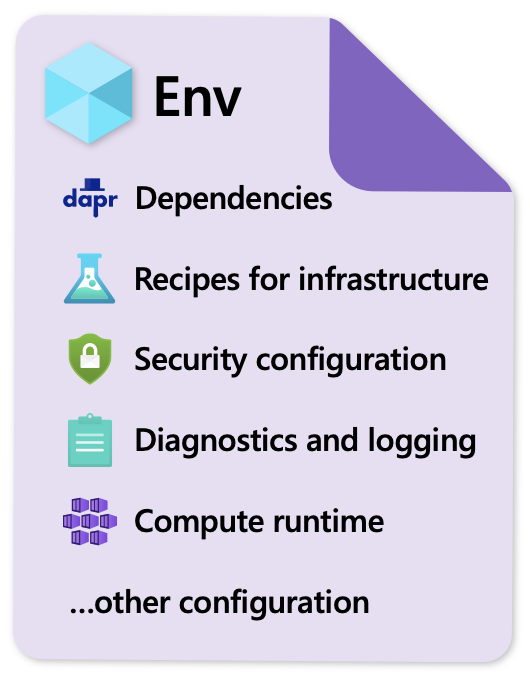 Env
dapr Dependencies
Recipes for infrastructure
Security configuration
Diagnostics and logging
Compute runtime
...other configuration